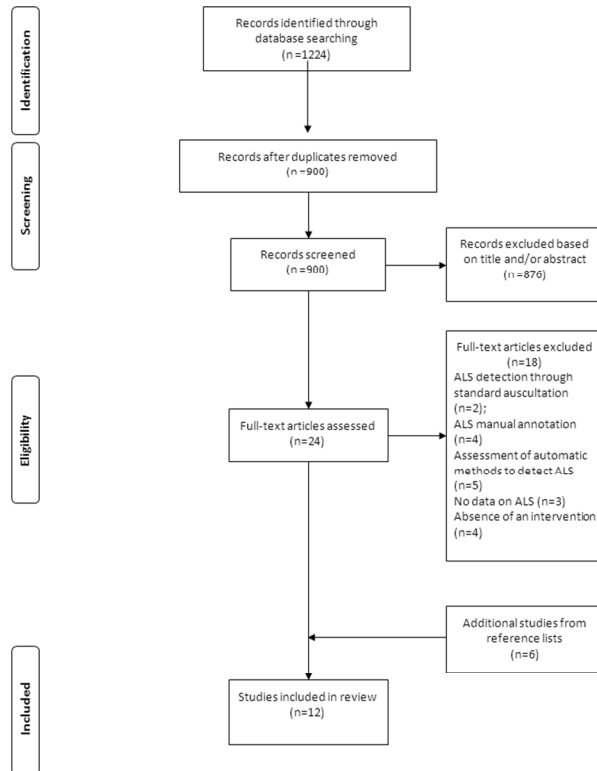 Identification
Records identified through
database searching
(n =1224)
Screening
Records after duplicates removed
(n =900)
Records screened
(n=900)
Records excluded based
on title and/or abstract
(n =876)
Eligibility
Full-text articles assessed
(n=24)
Full-text articles excluded
(n=18)
ALS detection through
standard auscultation
(n=2);
ALS manual annotation
(n=4)
Assessment of automatic
methods to detect ALS
(n=5)
No data on ALS (n=3)
Absence of an intervention
(n=4)
Additional studies from
reference lists
(n=6)
Included
Studies included in review
(n=12)